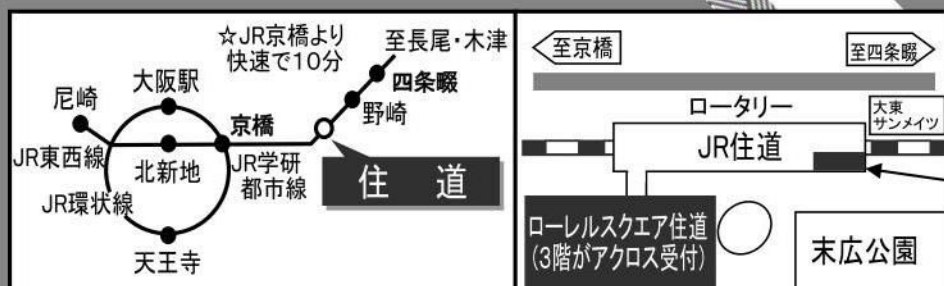 ☆JR京橋より
快速で10分
至長尾・木津
四条畷
野崎
大阪駅
尼崎
京橋
JR東西線
北新地
JR学研
都市線
住 道
JR環状線
天王寺
至京橋
至四条畷
ロータリー
大東
サンメイツ
JR住道
ローレルスクエア住道
(3階がアクロス受付)
末広公園